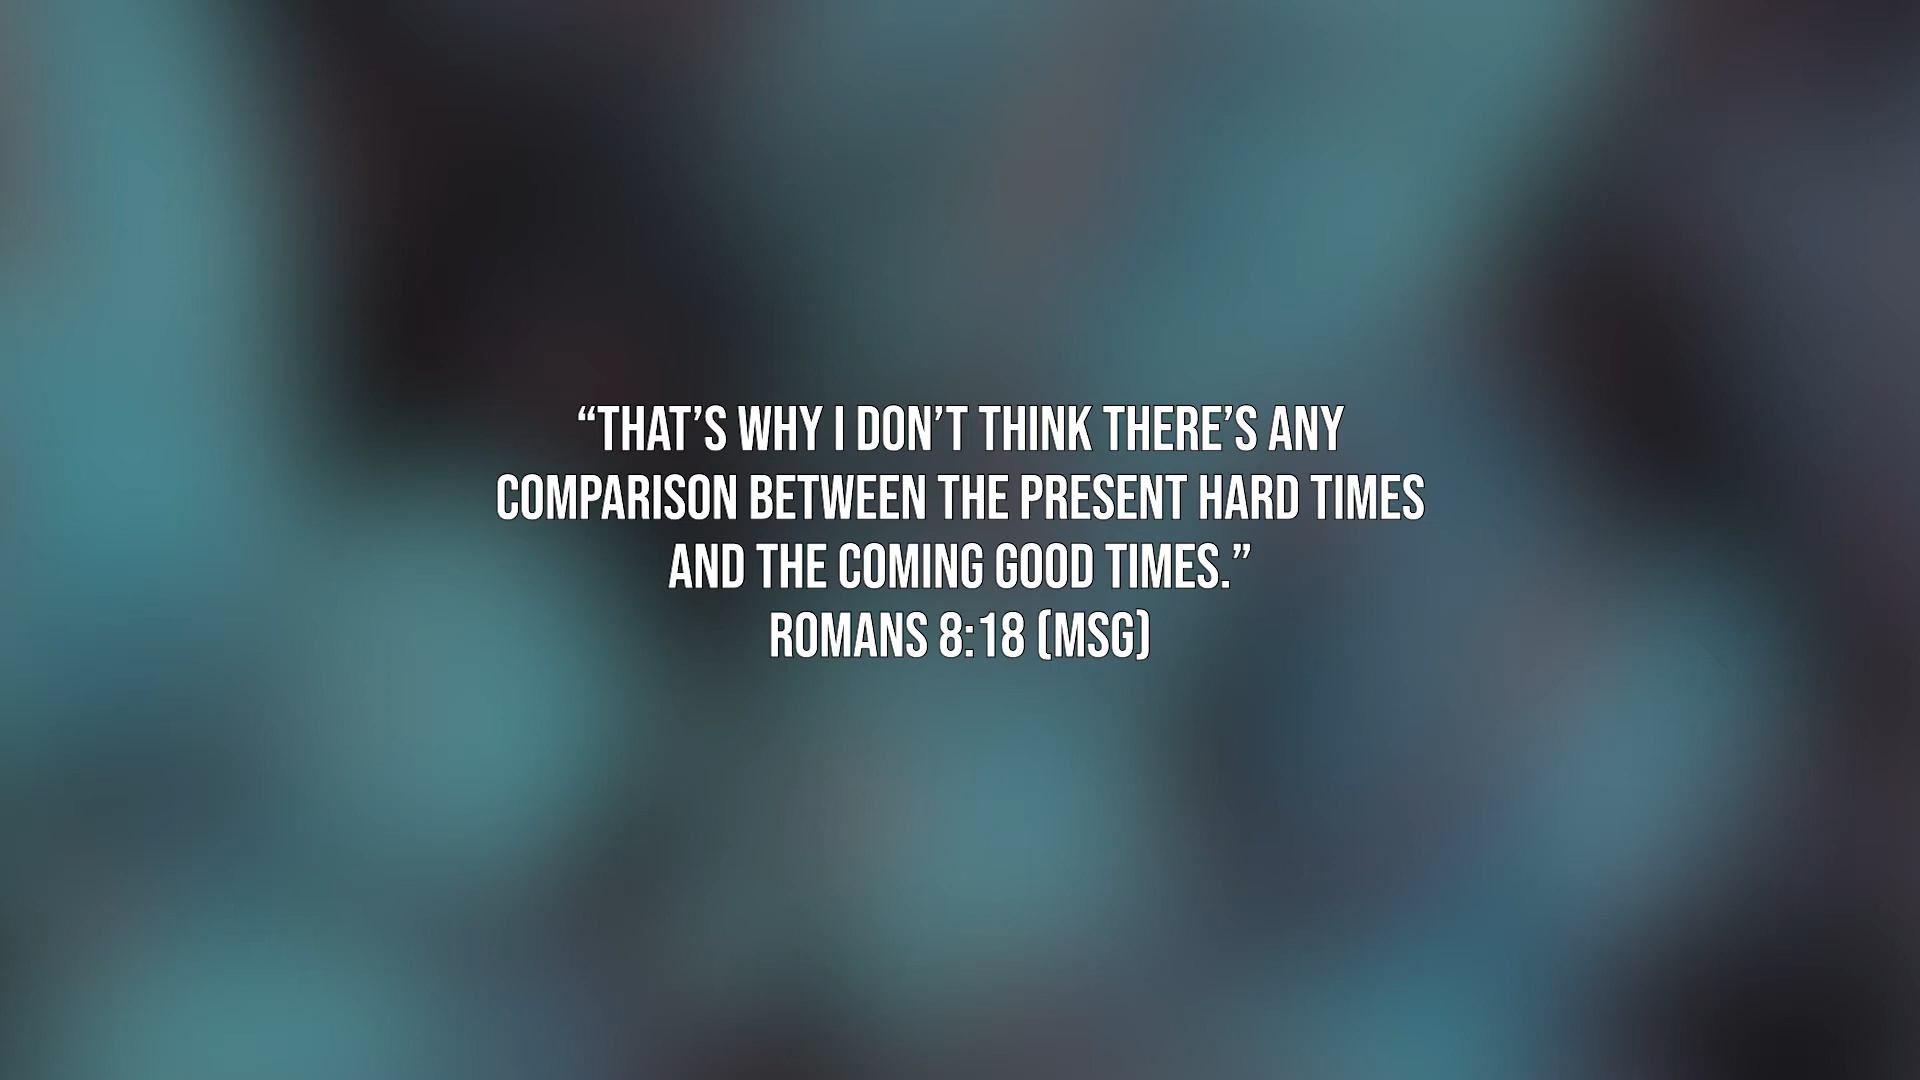 “THAT’S WHY I DON’T THINK THERE’S ANY
COMPARISON BETWEEN THE PRESENT HARD TIMES
AND THE COMING GOOD TIMES.”
ROMANS 8:18 (MSG)